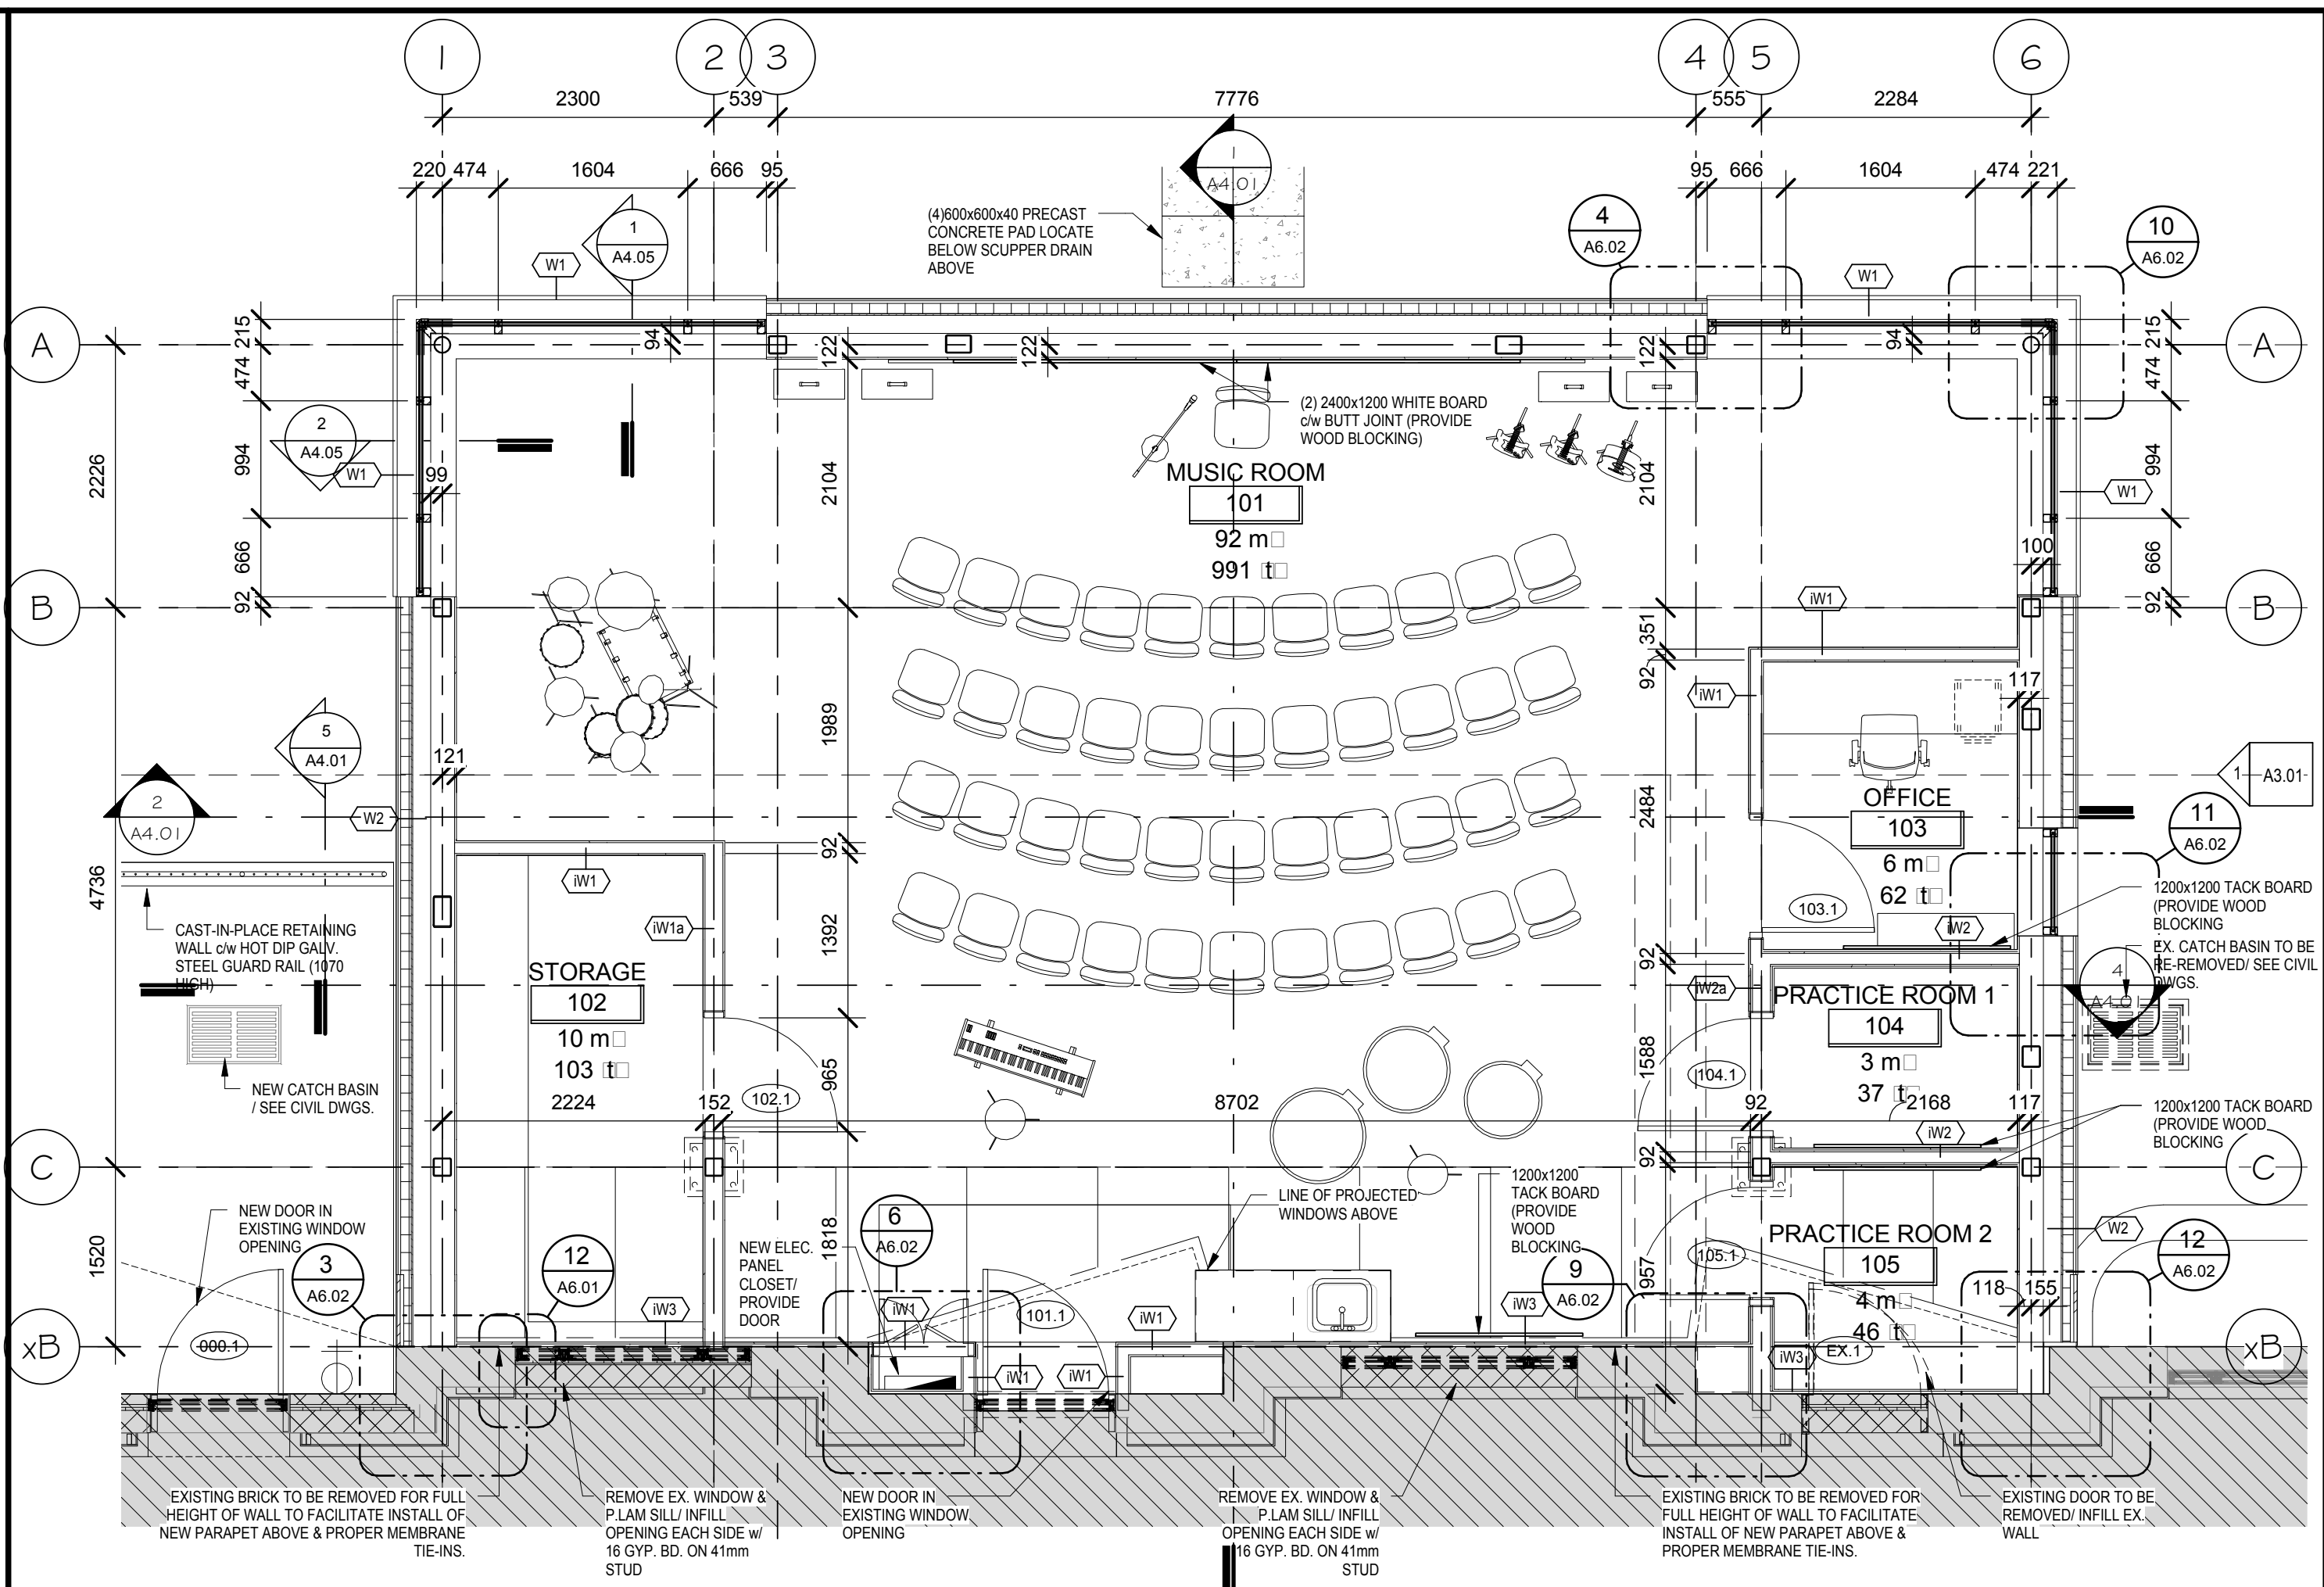 1
2
3
4
5
6
2300
539
7776
555
2284
220
474
1604
666
95
95
666
1604
474
221
1
A4.01
(4)600x600x40 PRECAST
CONCRETE PAD LOCATE
BELOW SCUPPER DRAIN
ABOVE
1
A4.05
W1
4
A6.02
10
A6.02
W1
A
A
215
474
994
666
92
94
122
122
122
94
215
474
994
666
92
2226
2
A4.05
W1
99
2104
2104
(2) 2400x1200 WHITE BOARD
c/w BUTT JOINT (PROVIDE
WOOD BLOCKING)
MUSIC ROOM
101
92 m
991 t
W1
100
B
B
351
92
iW1
iW1
117
5
A4.01
121
1989
2
A4.01
W2
4736
2484
OFFICE
103
6 m
62 t
103.1
iW2
1
A3.01
11
A6.02
1200x1200 TACK BOARD
(PROVIDE WOOD
BLOCKING
EX. CATCH BASIN TO BE
RE-REMOVED/ SEE CIVIL
DWGS.
4
A4.01
92
iW1
iW1a
1392
CAST-IN-PLACE RETAINING
WALL c/w HOT DIP GALV.
STEEL GUARD RAIL (1070
HIGH)
STORAGE
102
10 m
103 t
92
iW2a
PRACTICE ROOM 1
104
3 m
37 t
NEW CATCH BASIN
/ SEE CIVIL DWGS.
965
1588
104.1
102.1
2224
152
8702
92
2168
117
iW2
92
1200x1200 TACK BOARD
(PROVIDE WOOD
BLOCKING
C
C
1520
NEW DOOR IN
EXISTING WINDOW
OPENING
3
A6.02
12
A6.01
NEW ELEC.
PANEL
CLOSET/
PROVIDE
DOOR
1818
6
A6.02
LINE OF PROJECTED
WINDOWS ABOVE
1200x1200
TACK BOARD
(PROVIDE
WOOD
BLOCKING
9
A6.02
957
105.1
PRACTICE ROOM 2
105
4 m
46 t
118
155
W2
12
A6.02
xB
xB
000.1
iW3
iW1
101.1
iW1
iW3
iW1
iW1
iW3
EX.1
EXISTING BRICK TO BE REMOVED FOR FULL
HEIGHT OF WALL TO FACILITATE INSTALL OF
NEW PARAPET ABOVE & PROPER MEMBRANE
TIE-INS.
REMOVE EX. WINDOW &
P.LAM SILL/ INFILL
OPENING EACH SIDE w/
16 GYP. BD. ON 41mm
STUD
NEW DOOR IN
EXISTING WINDOW
OPENING
REMOVE EX. WINDOW &
P.LAM SILL/ INFILL
OPENING EACH SIDE w/
16 GYP. BD. ON 41mm
STUD
EXISTING BRICK TO BE REMOVED FOR
FULL HEIGHT OF WALL TO FACILITATE
INSTALL OF NEW PARAPET ABOVE &
PROPER MEMBRANE TIE-INS.
EXISTING DOOR TO BE
REMOVED/ INFILL EX.
WALL